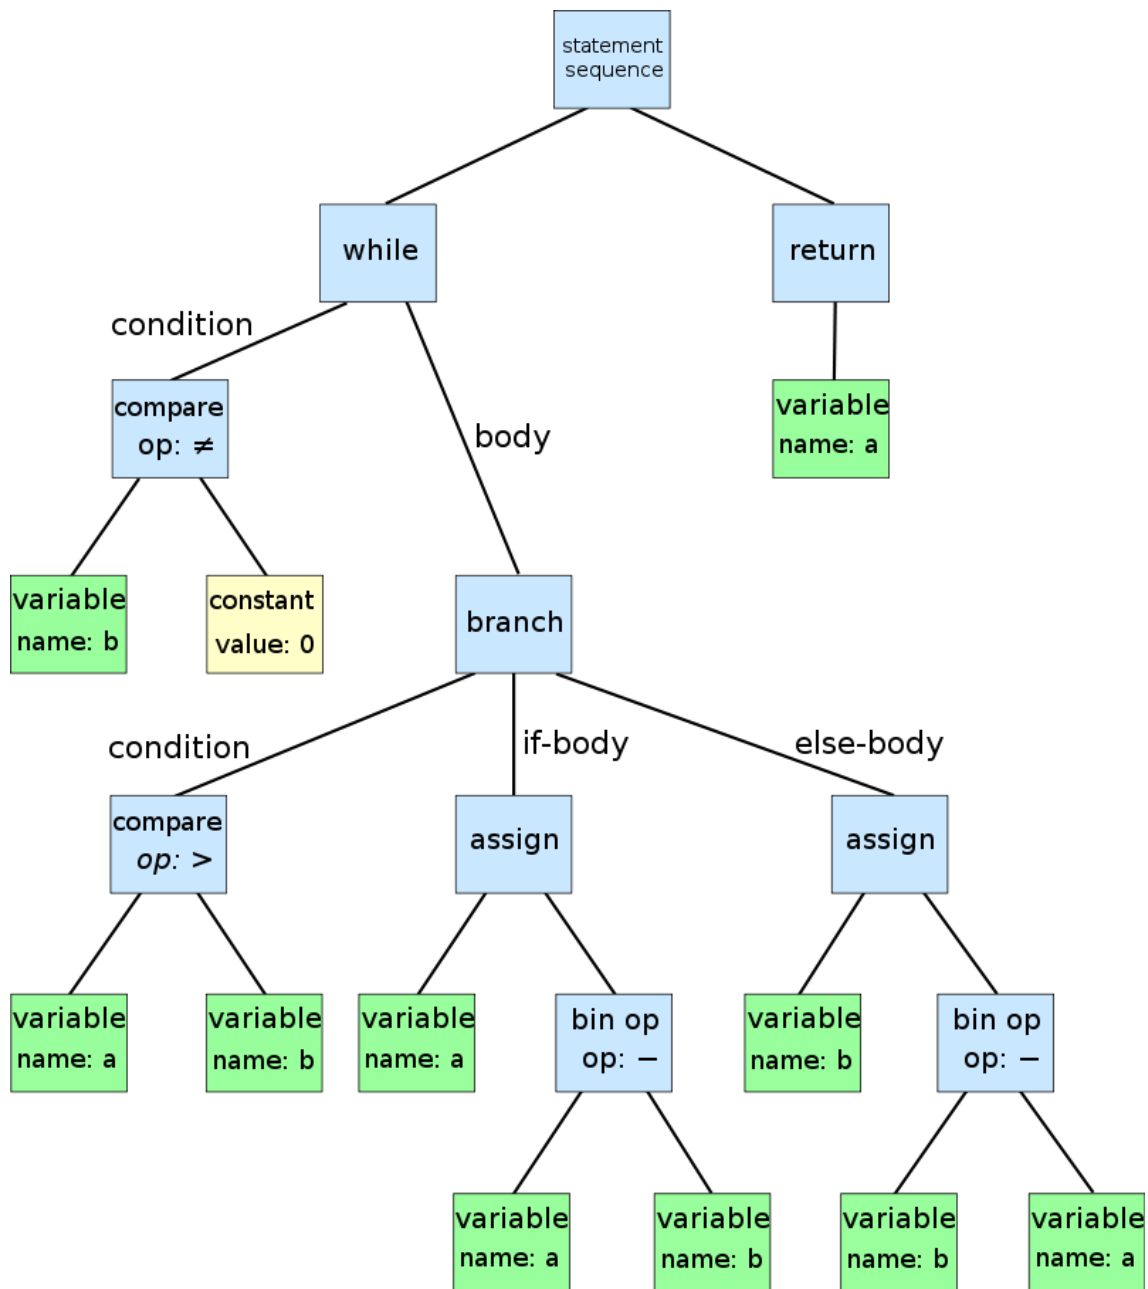 statement
sequence
while
return
condition
compare
op: ≠
body
variable
name: a
variable
name: b
constant
value: 0
branch
condition
if-body
else-body
compare
op: >
assign
assign
variable
name: a
variable
name: b
variable
name: a
bin op
op: −
variable
name: b
bin op
op: −
variable
name: a
variable
name: b
variable
name: b
variable
name: a